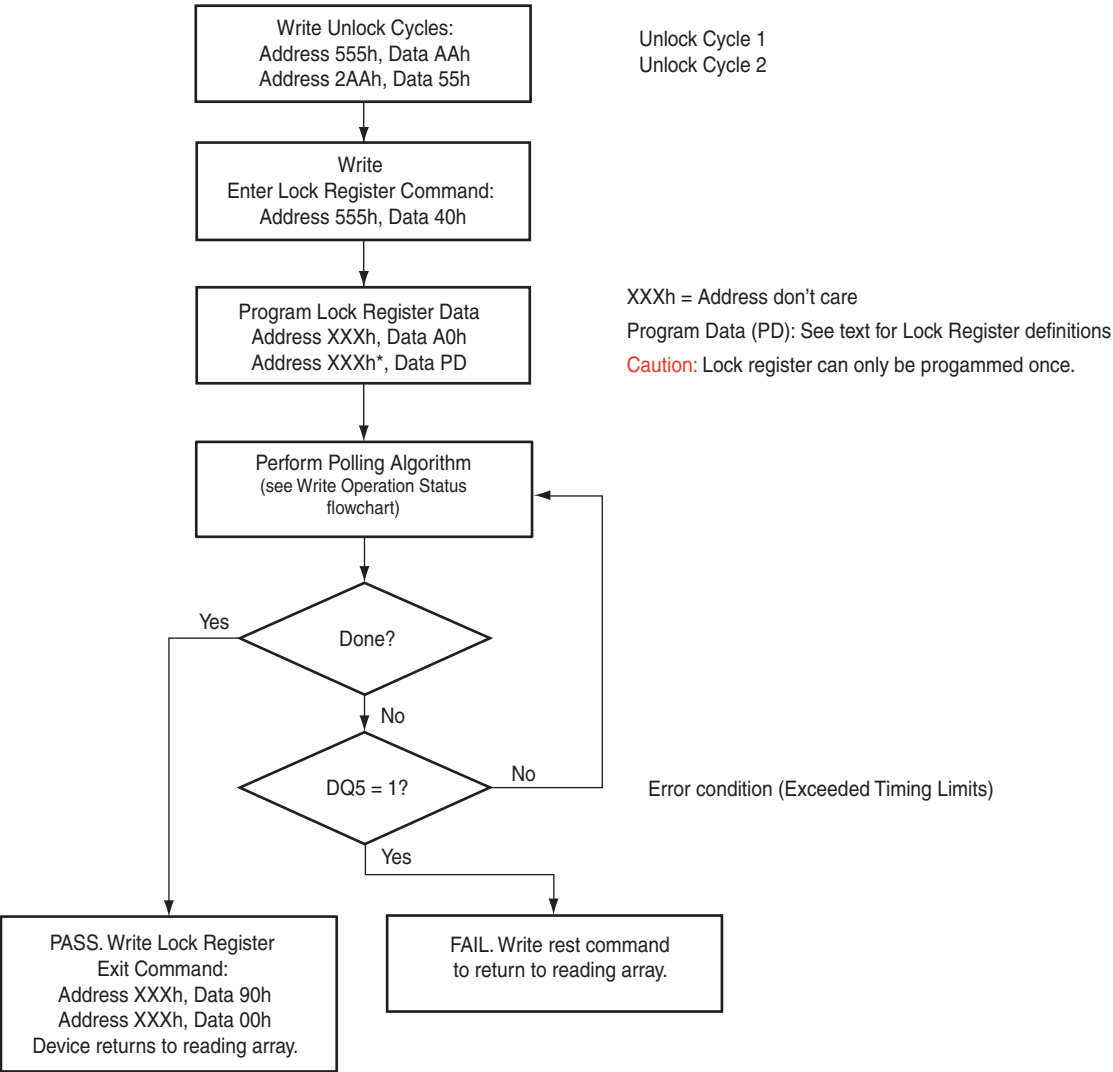 Write Unlock Cycles:
Address 555h, Data AAh
Address 2AAh, Data 55h
Unlock Cycle 1
Unlock Cycle 2
Write
Enter Lock Register Command:
Address 555h, Data 40h
Program Lock Register Data
Address XXXh, Data A0h
Address XXXh*, Data PD
XXXh = Address don't care
Program Data (PD): See text for Lock Register definitions
Caution: Lock register can only be progammed once.
Perform Polling Algorithm
(see Write Operation Status
flowchart)
Yes
Done?
No
DQ5 = 1?
No
Error condition (Exceeded Timing Limits)
Yes
PASS. Write Lock Register
Exit Command:
Address XXXh, Data 90h
Address XXXh, Data 00h
Device returns to reading array.
FAIL. Write rest command
to return to reading array.